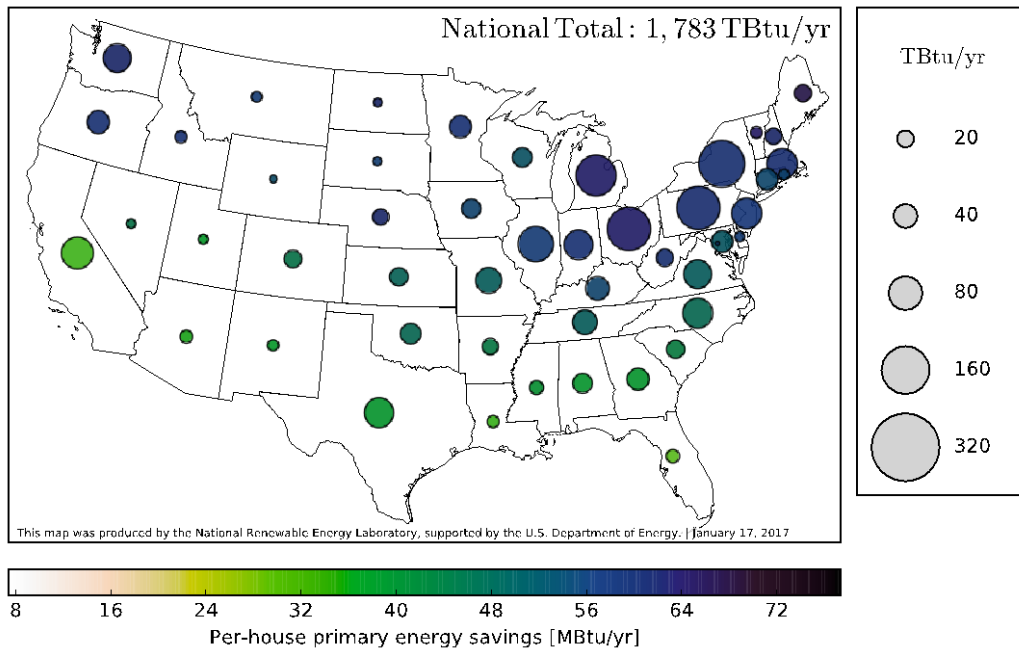 National Total: 1, 783 TBtu/yr
TBtu/yr
20
40
80
160
320
This map was produced by the National Renewable Energy Laboratory, supported by the U.S. Department of Energy. | January 17, 2017
8 16 24 32 40 48 56 64 72
Per-house primary energy savings [MBtu/yr]